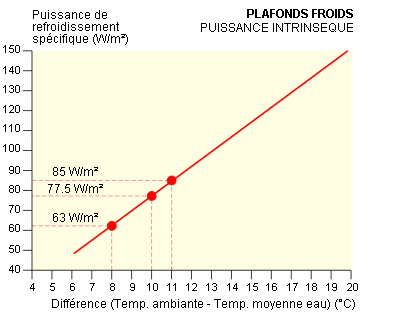 Puissance de
refroidissement
spécifique (W/m²)
PLAFONDS FROIDS
PUISSANCE INTRINSEQUE
150
140
130
120
110
100
90
80
70
60
50
40
85 W/m²
77.5 W/m²
63 W/m²
4 5 6 7 8 9 10 11 12 13 14 15 16 17 18 19 20
Différence (Temp. ambiante - Temp. moyenne eau) (°C)